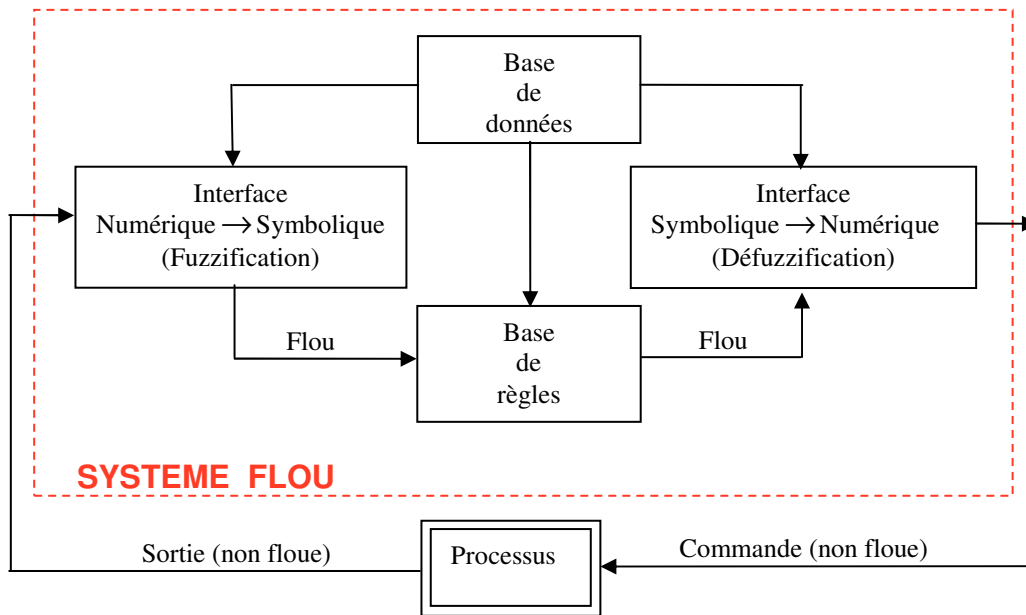 Base
de
données
Interface
Numérique → Symbolique
(Fuzzification)
Interface
Symbolique → Numérique
(Défuzzification)
Flou
Base
de
règles
Flou
SYSTEME FLOU
Sortie (non floue)
Processus
Commande (non floue)